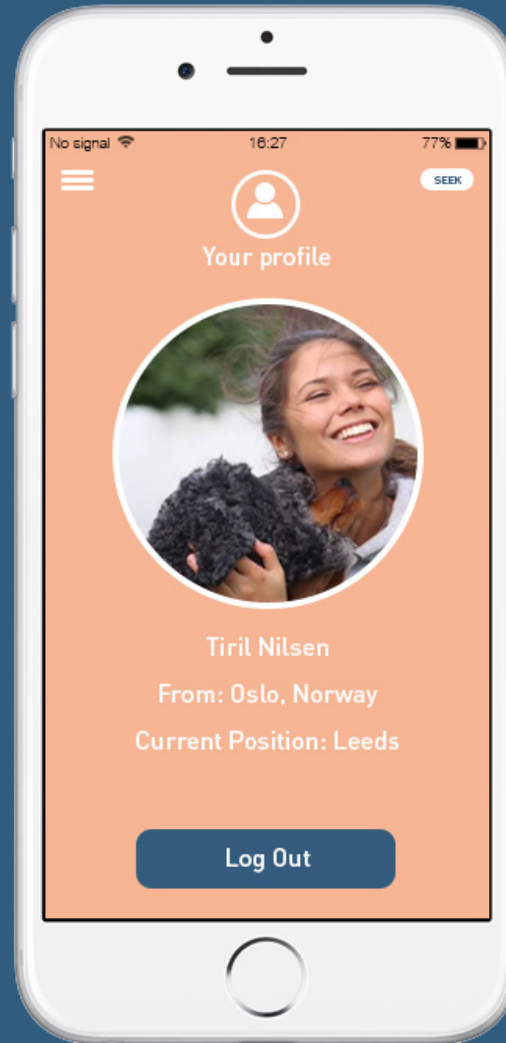 No signal 16:27 77%
SEEK
Your profile
Tiril Nilsen
From: Oslo, Norway
Current Position: Leeds
Log Out